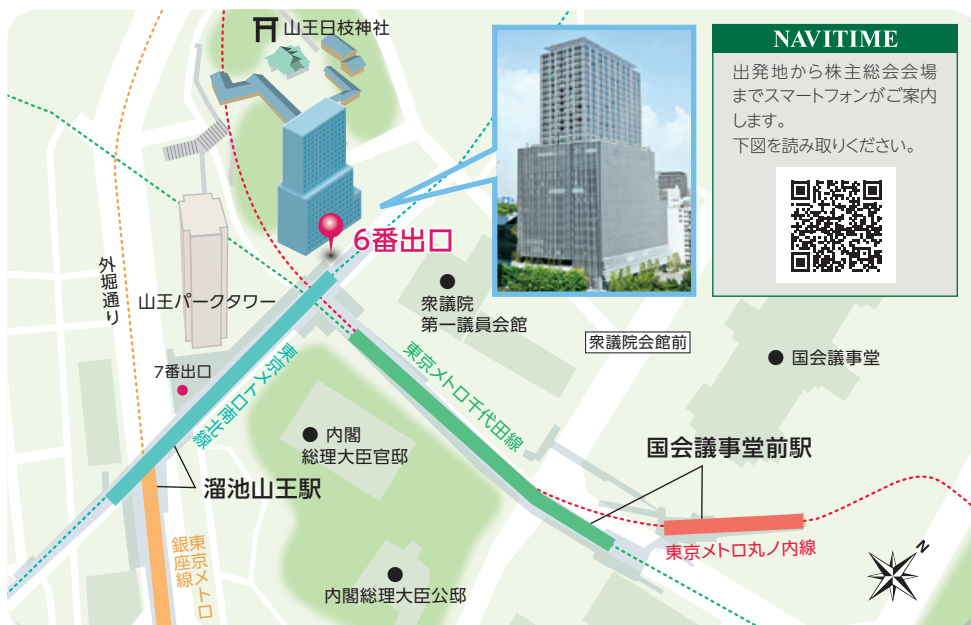 山王日枝神社
NAVITIME
出発地から株主総会会場
までスマートフォンがご案内
します。
下図を読み取りください。
6番出口
外堀通り
山王パークタワー
衆議院
第一議員会館
衆議院会館前
国会議事堂
7番出口
東京メトロ南北線
東京メトロ千代田線
内閣
総理大臣官邸
国会議事堂前駅
溜池山王駅
東京メトロ
銀座線
東京メトロ丸ノ内線
内閣総理大臣公邸
N